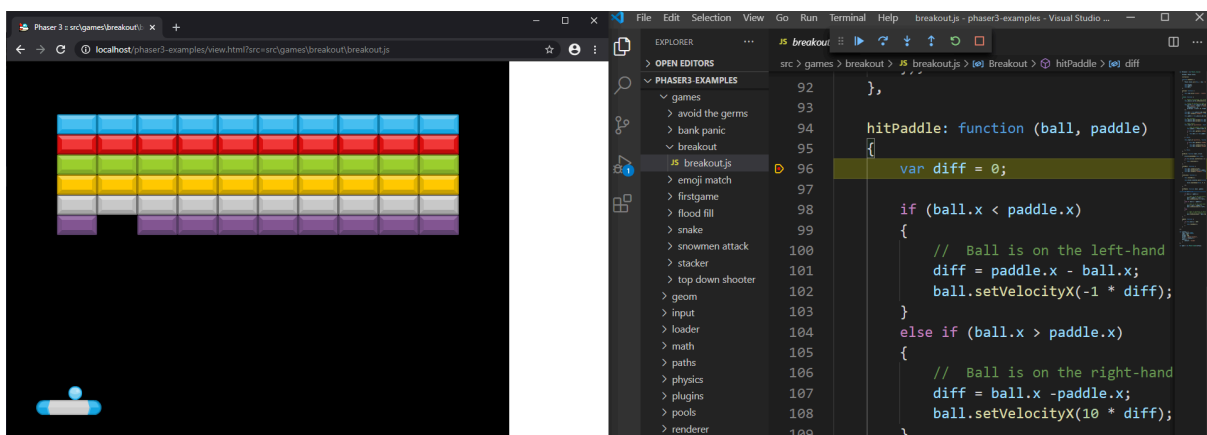 Phaser 3 :: src\games\breakout\
localhost/phaser3-examples/view.html?src=src\games\breakout\breakout.js
File Edit Selection View Go Run Terminal Help breakout.js - phaser3-examples - Visual Studio ...
EXPLORER
JS breakout
OPEN EDITORS
src > games > breakout > JS breakout.js > Breakout > hitPaddle > diff
PHASER3-EXAMPLES
games
avoid the germs
bank panic
breakout
JS breakout.js
emoji match
firstgame
flood fill
snake
snowmen attack
stacker
top down shooter
geom
input
loader
math
paths
physics
plugins
pools
renderer
1
92 },
93
94 hitPaddle: function (ball, paddle)
95 {
96 var diff = 0;
97
98 if (ball.x < paddle.x)
99 {
100 // Ball is on the left-hand
101 diff = paddle.x - ball.x;
102 ball.setVelocityX(-1 * diff);
103 }
104 else if (ball.x > paddle.x)
105 {
106 // Ball is on the right-hand
107 diff = ball.x -paddle.x;
108 ball.setVelocityX(10 * diff);
109 }